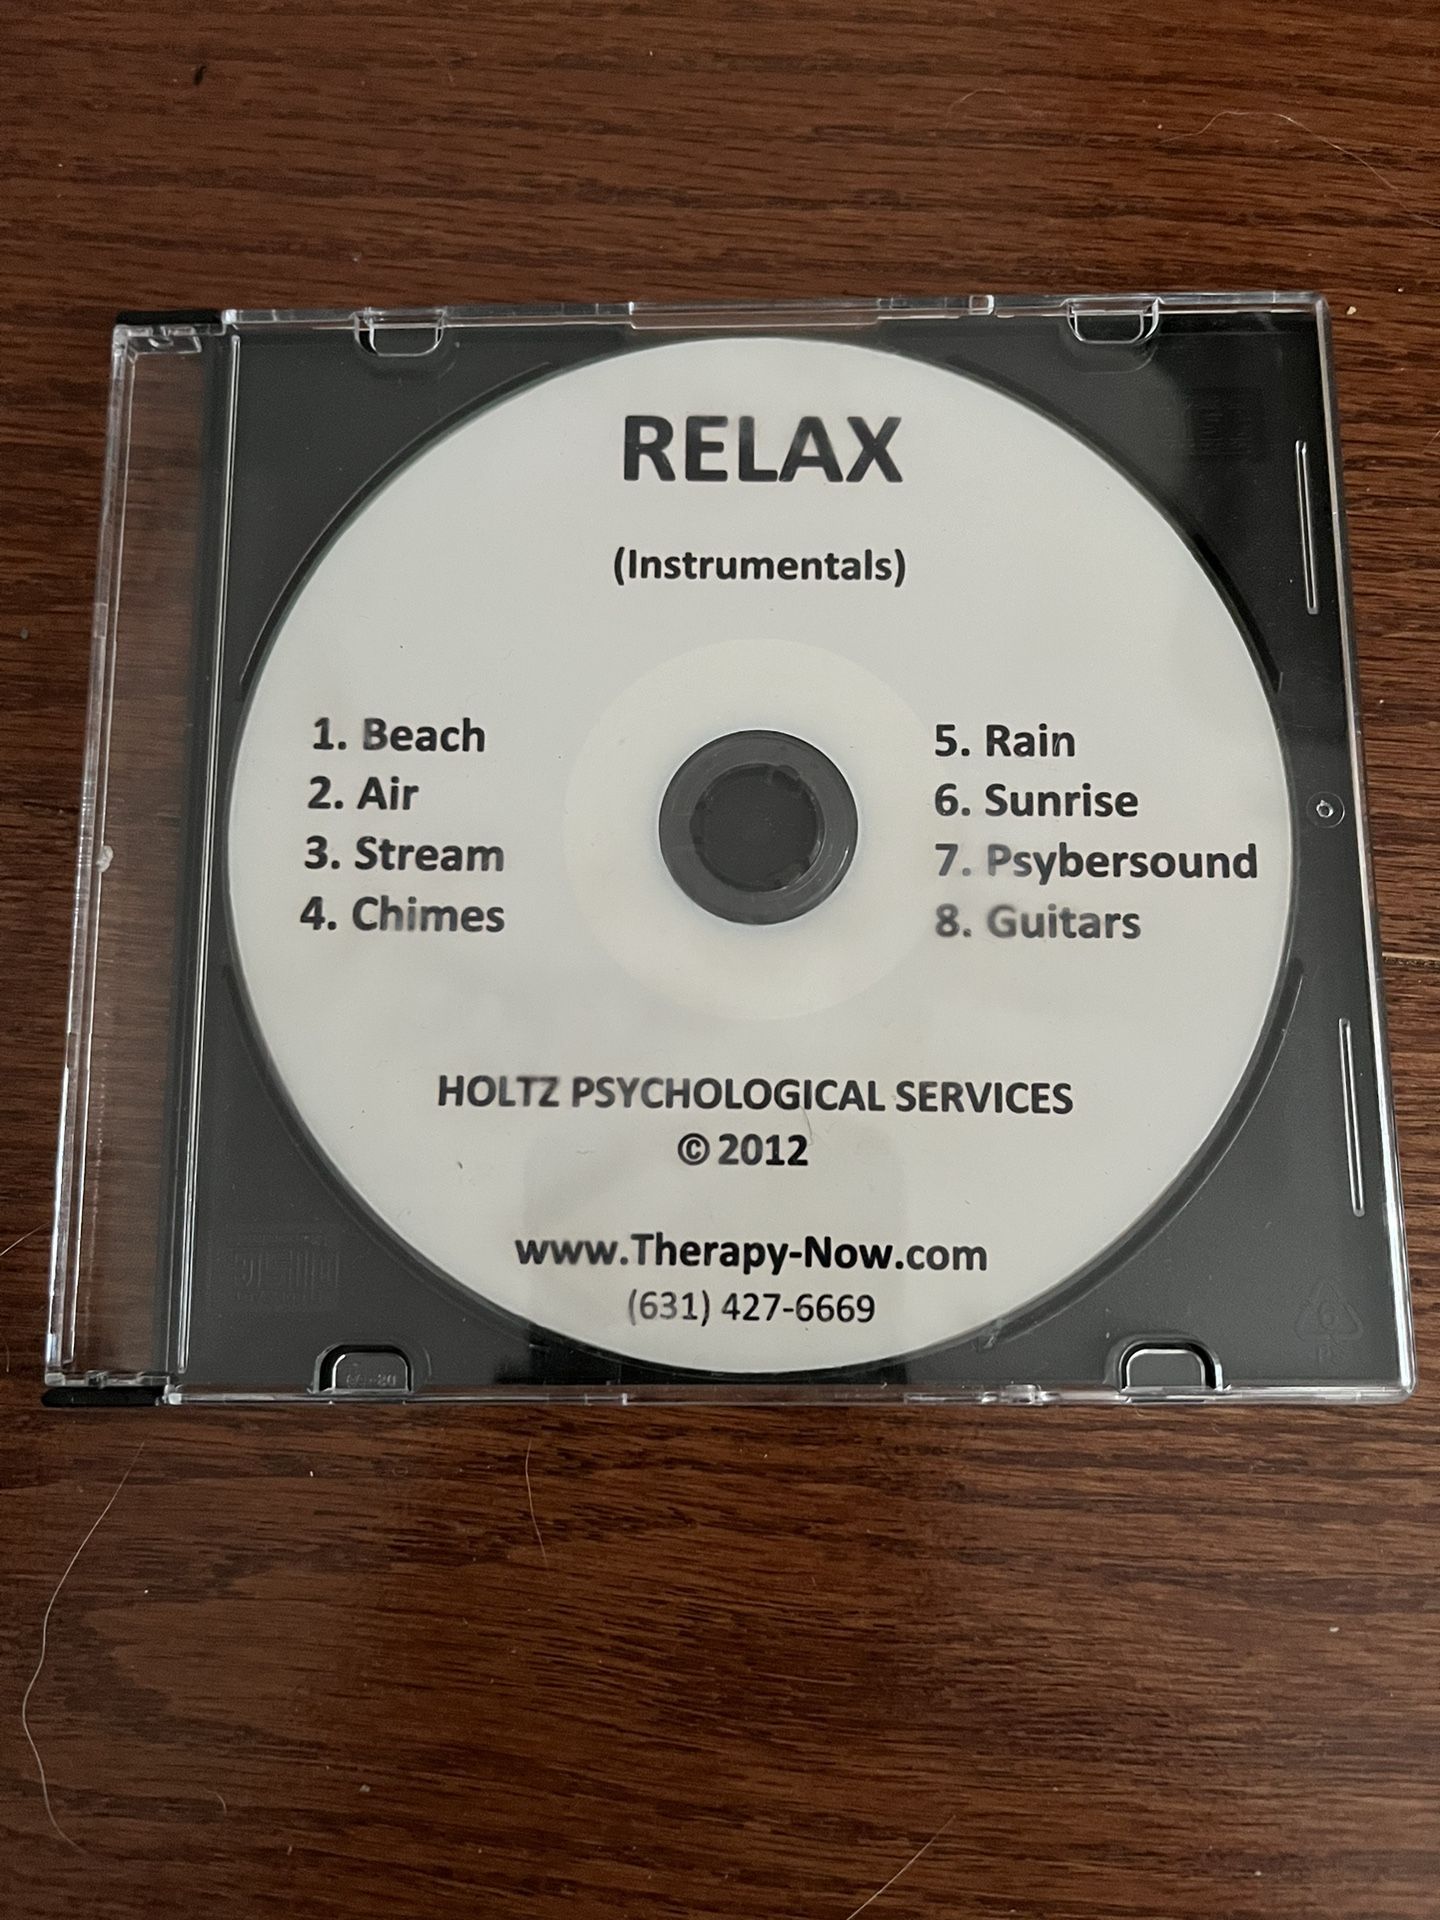 RELAX
(Instrumentals)
1. Beach
2. Air
3. Stream
4. Chimes
5. Rain
6. Sunrise
7. Psybersound
8. Guitars
HOLTZ PSYCHOLOGICAL SERVICES
© 2012
www.Therapy-Now.com
(631) 427-6669